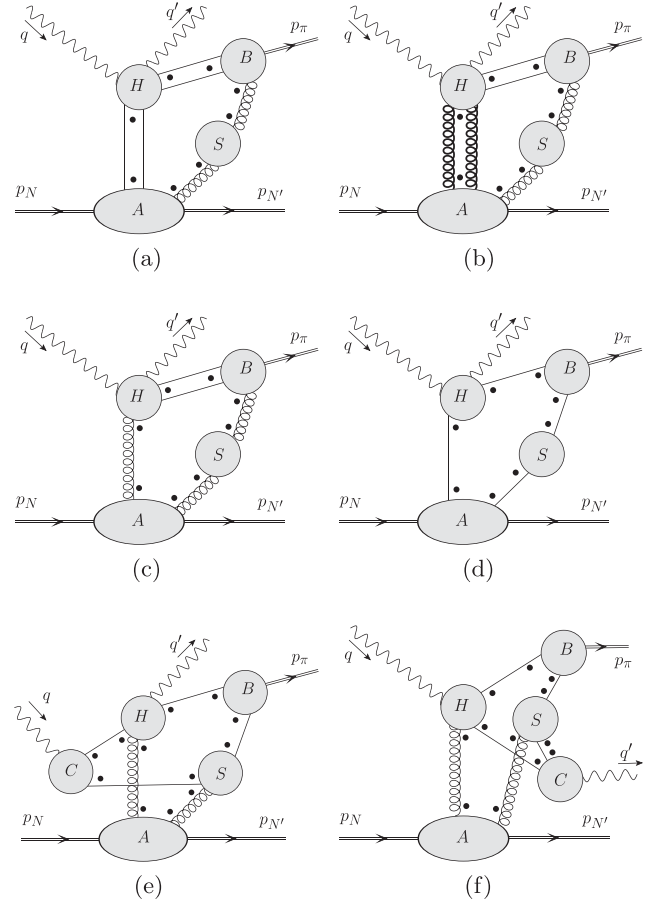 q q′ q q′
p_π p_π
H B H B
S S
p_N A p_N′ p_N A p_N′
(a) (b)
q q′ q q′
p_π p_π
H B H B
S S
p_N A p_N′ p_N A p_N′
(c) (d)
q′ q
p_π B
q B p_π
H H S
C S C q′
p_N A p_N′ p_N A p_N′
(e) (f)